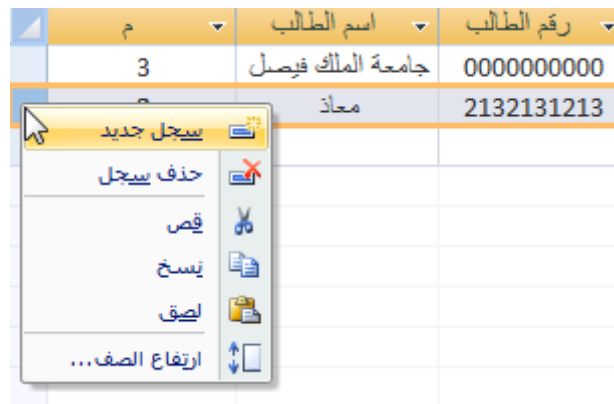 م اسم الطالب رقم الطالب
3 جامعة الملك فيصل 0000000000
معاذ 2132131213
سجل جديد
حذف سجل
قص
نسخ
لصق
ارتفاع الصف...